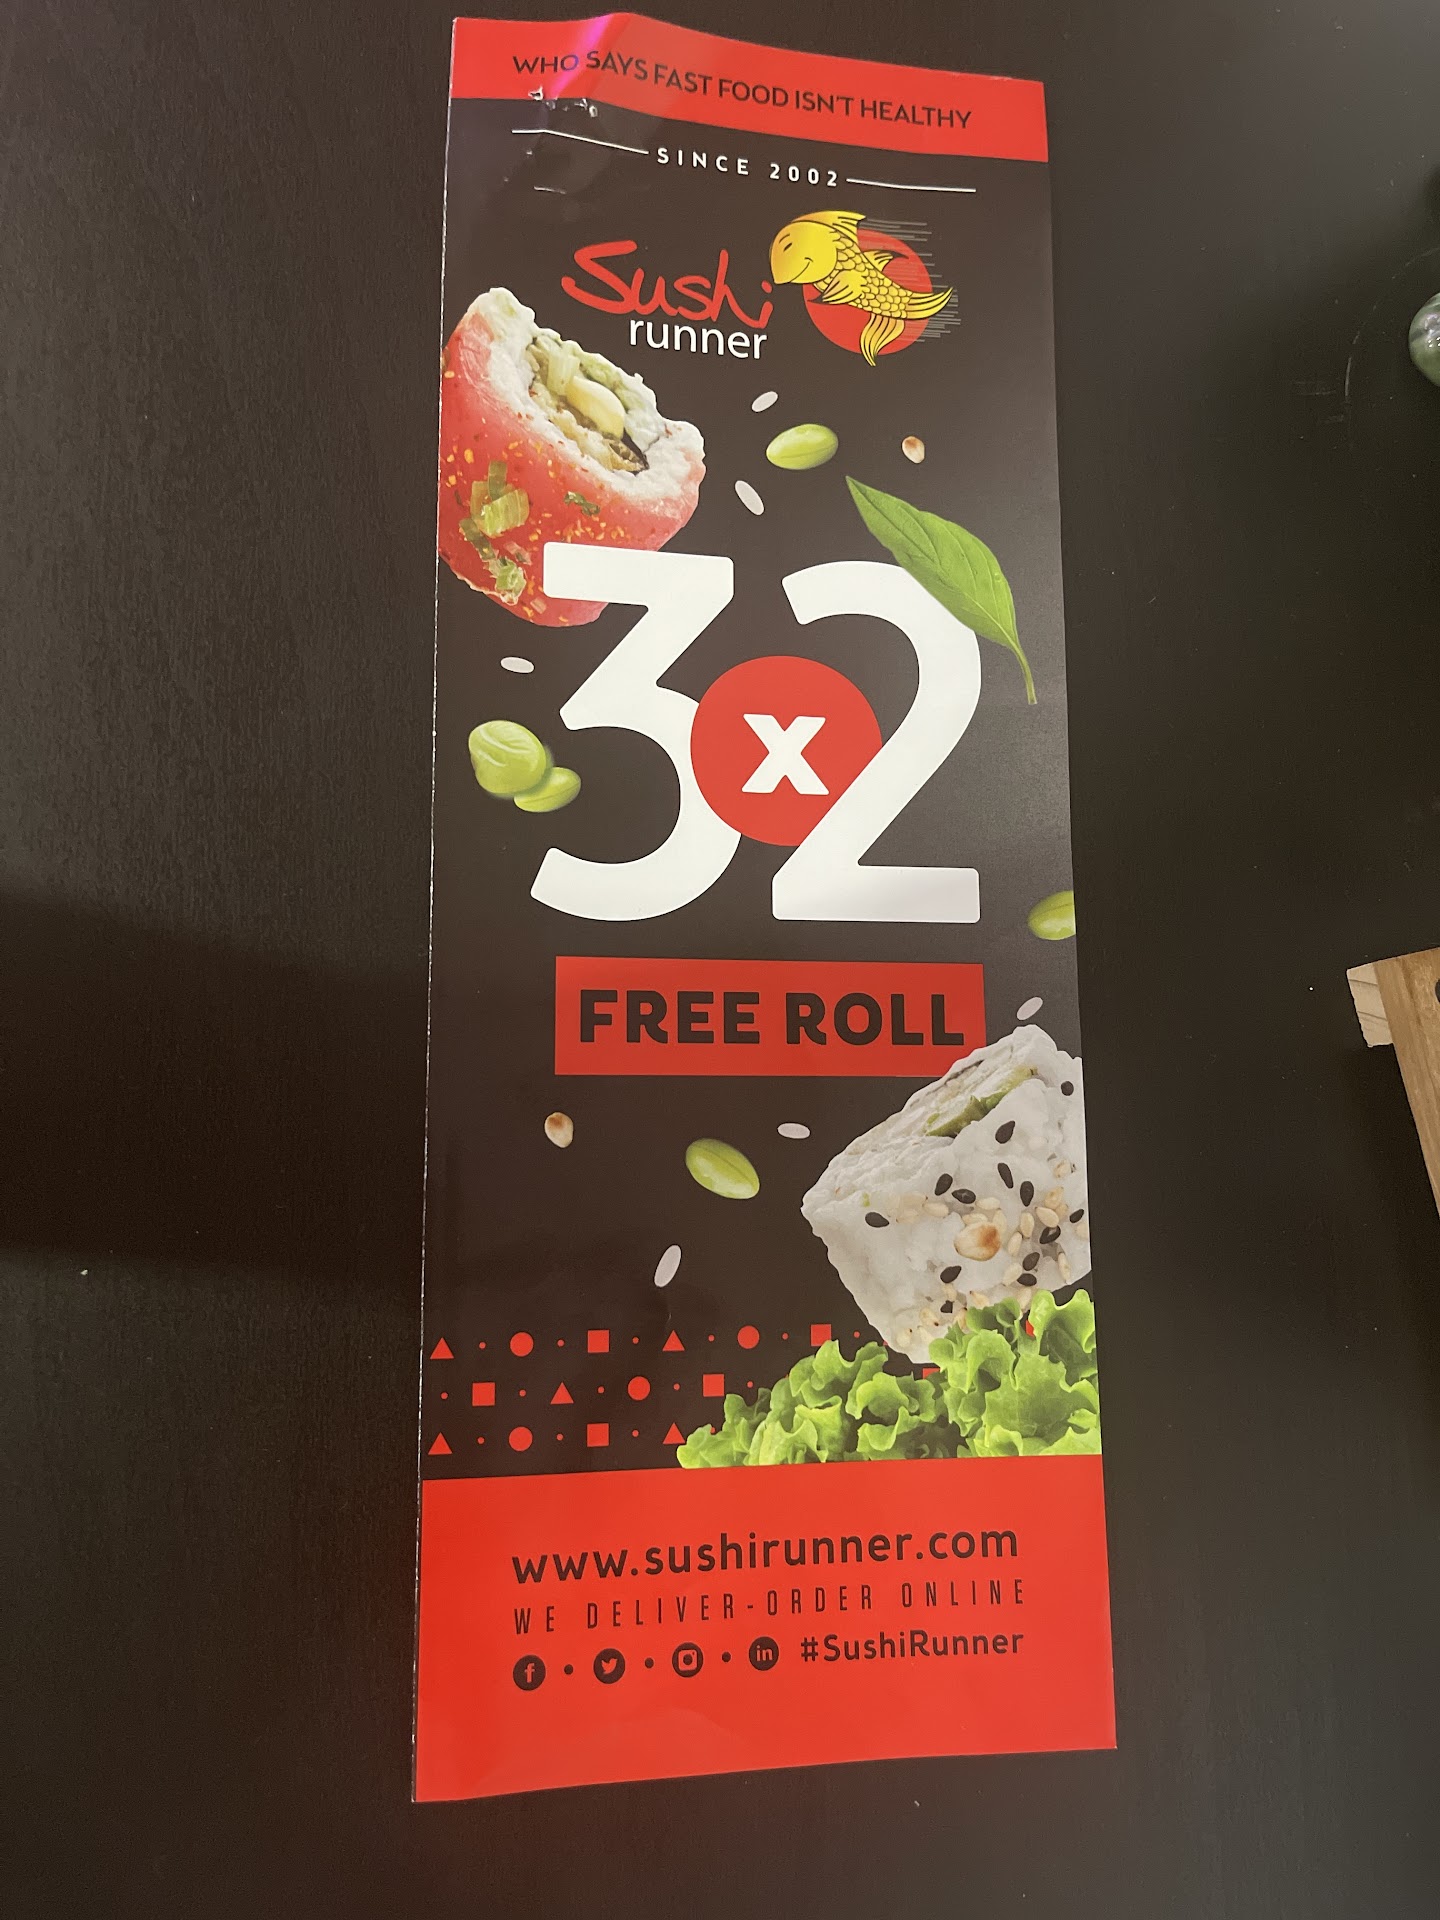 WHO SAYS FAST FOOD ISN'T HEALTHY
SINCE 2002
Sushi
runner
3x2
FREE ROLL
www.sushirunner.com
WE DELIVER-ORDER ONLINE
#SushiRunner